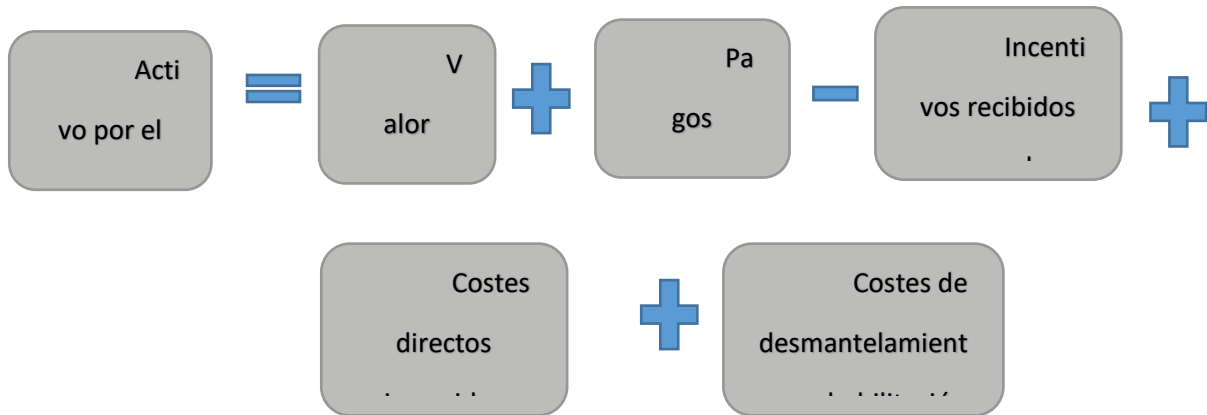 Acti
vo por el
V
alor
Pa
gos
Incenti
vos recibidos
Costes
directos
Costes de
desmantelamient